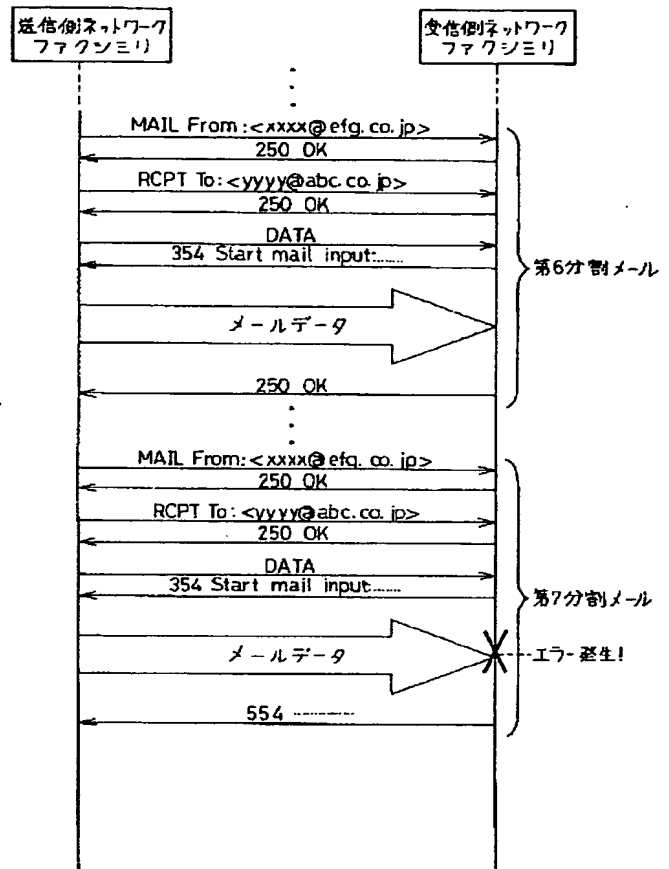 送信側ネットワーク
ファクシミリ
受信側ネットワーク
ファクシミリ
MAIL From:<xxxx@efg.co.jp>
250 OK
RCPT To:<yyyy@abc.co.jp>
250 OK
DATA
354 Start mail input:......
メールデータ
250 OK
第6分割メール
MAIL From:<xxxx@efg.co.jp>
250 OK
RCPT To:<yyyy@abc.co.jp>
250 OK
DATA
354 Start mail input:......
メールデータ
エラー発生!
554 ............
第7分割メール